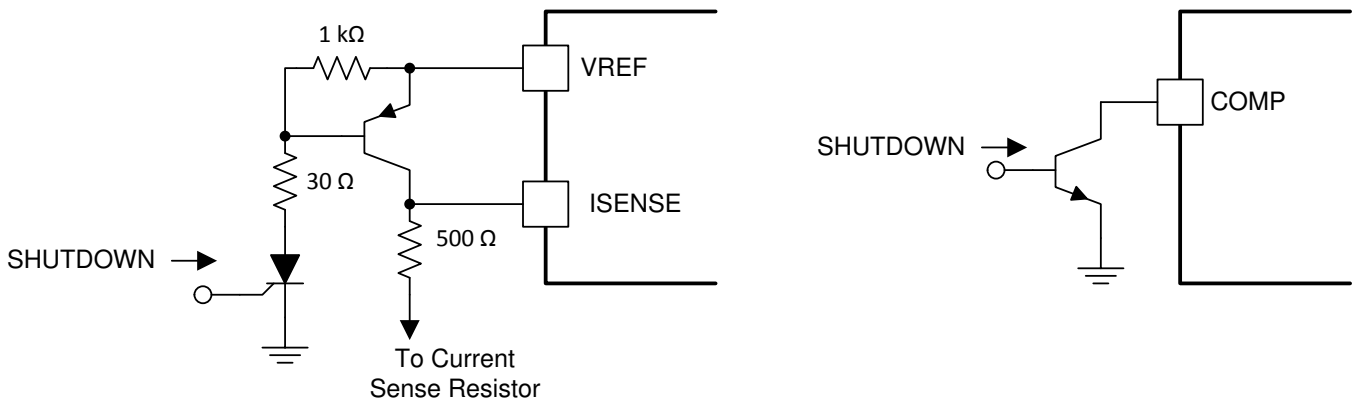 1 kΩ
VREF
COMP
SHUTDOWN
30 Ω
ISENSE
500 Ω
SHUTDOWN
To Current
Sense Resistor